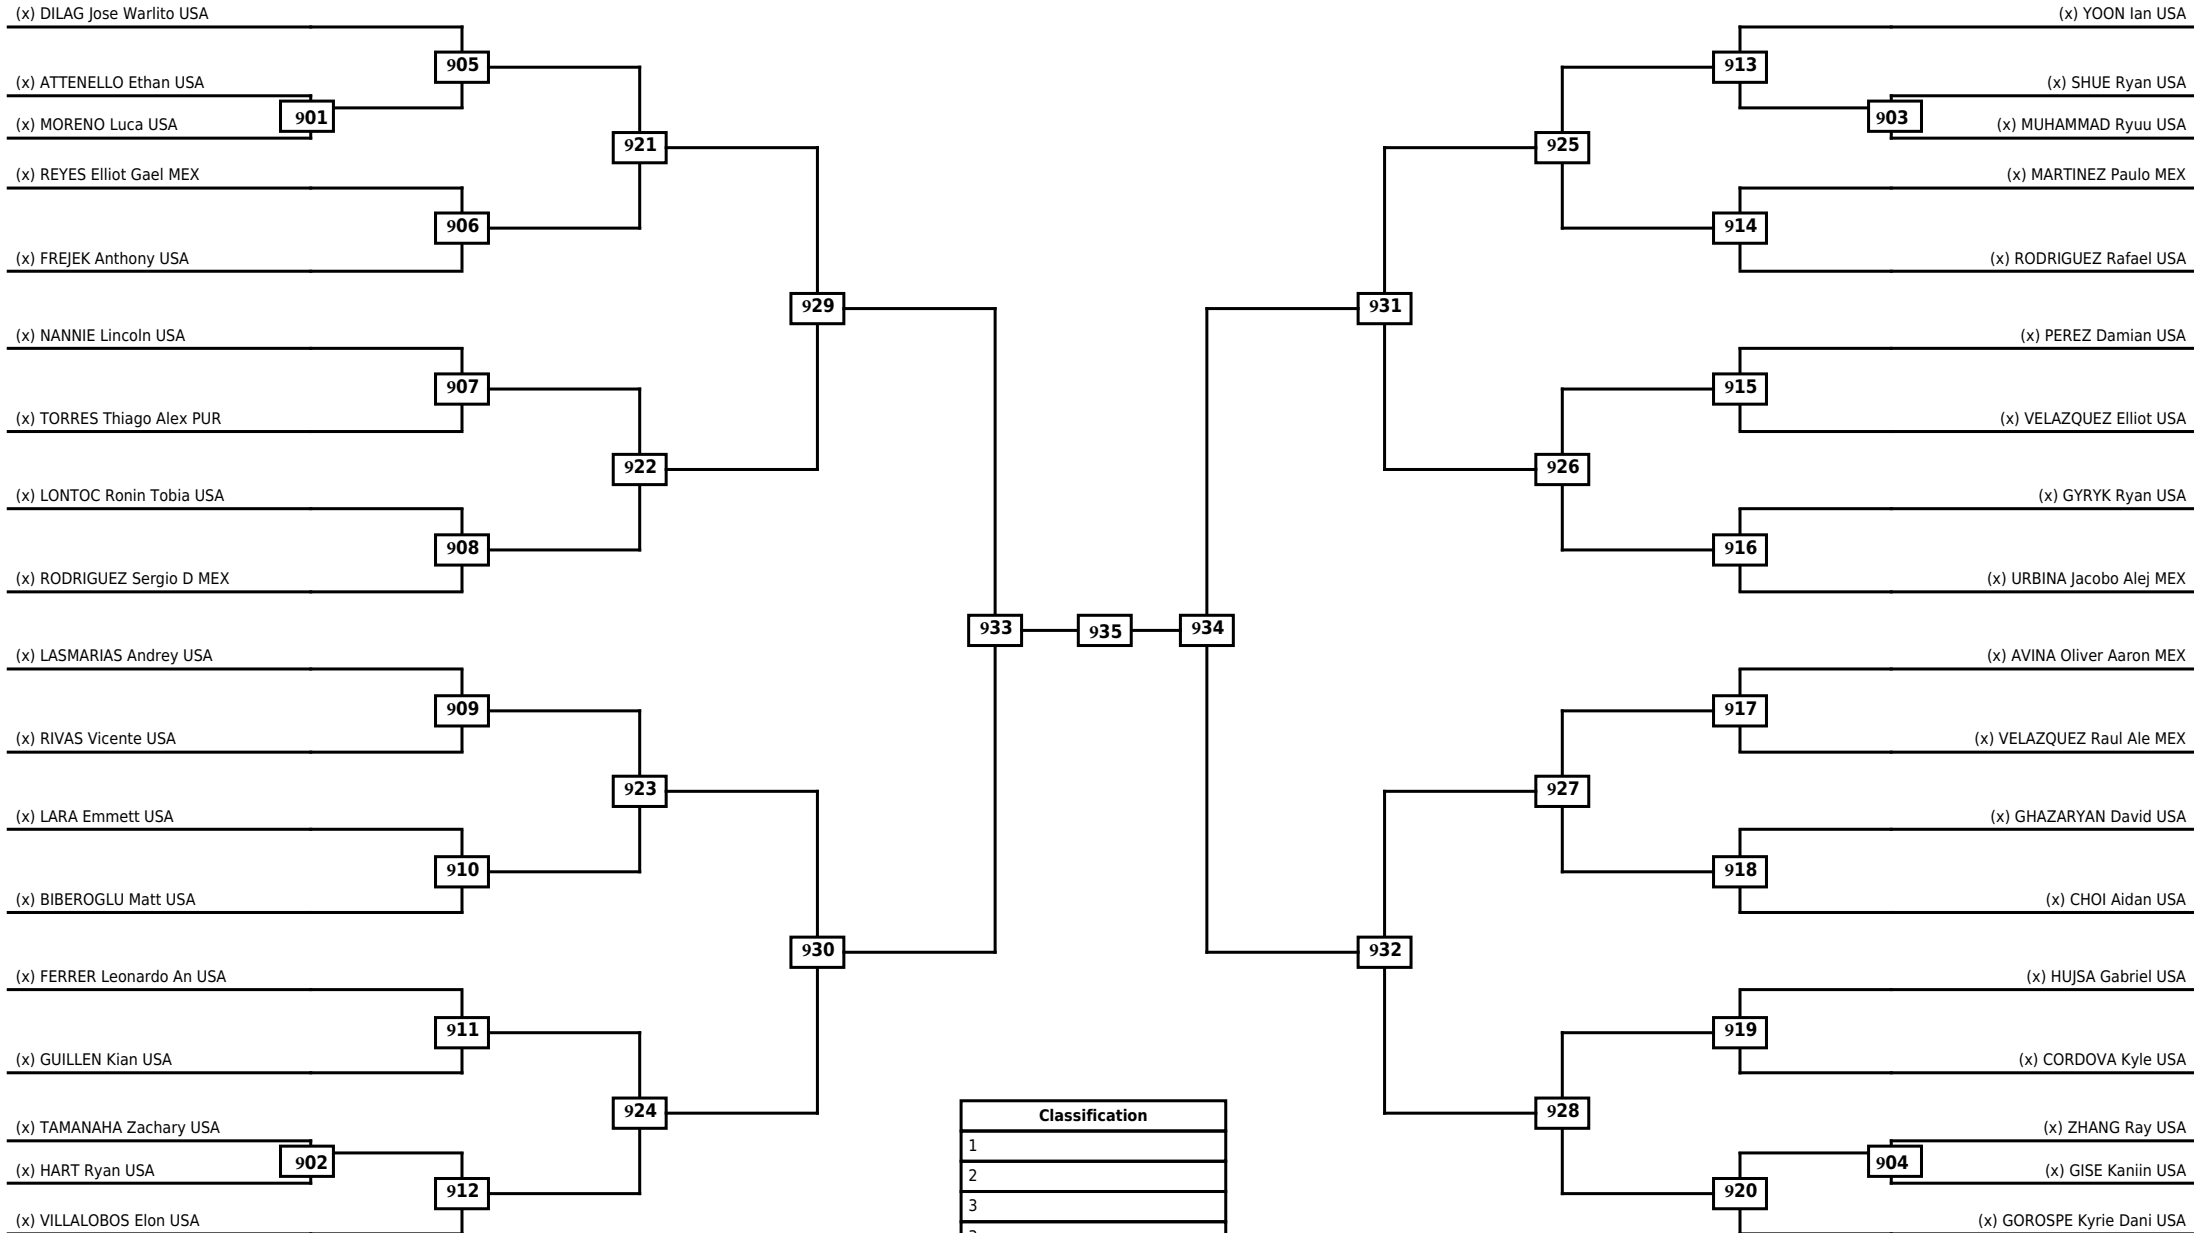 (x) DILAG Jose Warlito USA
905
(x) ATTENELLO Ethan USA
901
(x) MORENO Luca USA
921
(x) REYES Elliot Gael MEX
906
(x) FREJEK Anthony USA
929
(x) NANNIE Lincoln USA
907
(x) TORRES Thiago Alex PUR
922
(x) LONTOC Ronin Tobia USA
908
(x) RODRIGUEZ Sergio D MEX
933
935
934
(x) LASMARIAS Andrey USA
909
(x) RIVAS Vicente USA
923
(x) LARA Emmett USA
910
(x) BIBEROGLU Matt USA
930
(x) FERRER Leonardo An USA
911
(x) GUILLEN Kian USA
924
(x) TAMANAHA Zachary USA
902
(x) HART Ryan USA
912
(x) VILLALOBOS Elon USA
(x) YOON Ian USA
913
(x) SHUE Ryan USA
903
(x) MUHAMMAD Ryuu USA
925
(x) MARTINEZ Paulo MEX
914
(x) RODRIGUEZ Rafael USA
931
(x) PEREZ Damian USA
915
(x) VELAZQUEZ Elliot USA
926
(x) GYRYK Ryan USA
916
(x) URBINA Jacobo Alej MEX
(x) AVINA Oliver Aaron MEX
917
(x) VELAZQUEZ Raul Ale MEX
927
(x) GHAZARYAN David USA
918
(x) CHOI Aidan USA
932
(x) HUJSA Gabriel USA
919
(x) CORDOVA Kyle USA
928
(x) ZHANG Ray USA
904
(x) GISE Kaniin USA
920
(x) GOROSPE Kyrie Dani USA
Classification
1
2
3